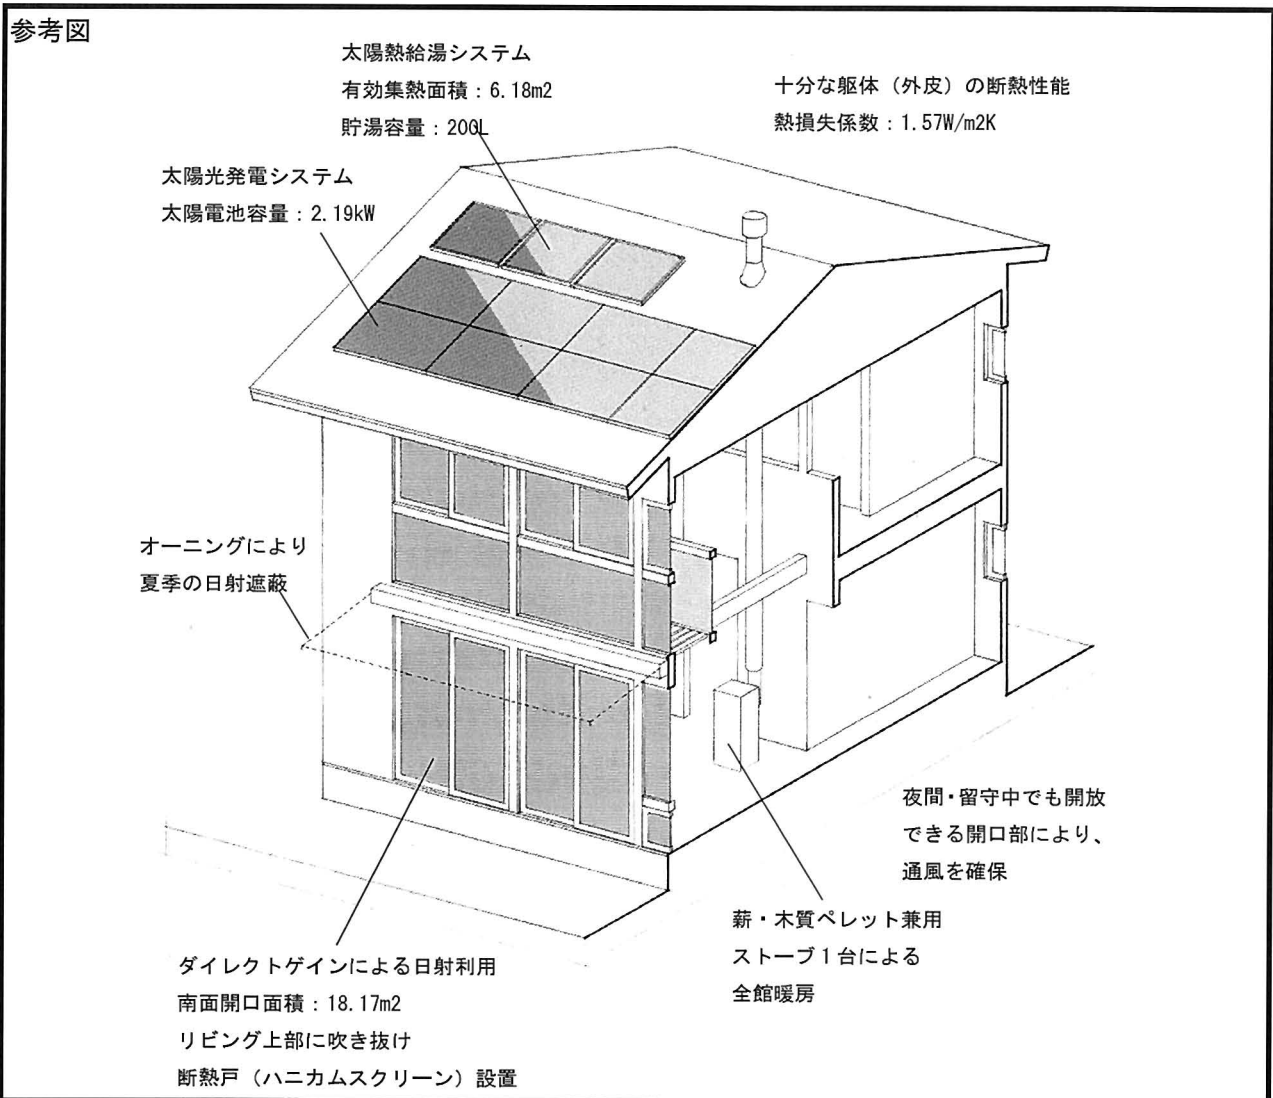 参考図
太陽熱給湯システム
有効集熱面積：6.18m2
貯湯容量：200L
十分な躯体（外皮）の断熱性能
熱損失係数：1.57W/m2K
太陽光発電システム
太陽電池容量：2.19kW
オーニングにより
夏季の日射遮蔽
夜間・留守中でも開放
できる開口部により、
通風を確保
薪・木質ペレット兼用
ストーブ１台による
全館暖房
ダイレクトゲインによる日射利用
南面開口面積：18.17m2
リビング上部に吹き抜け
断熱戸（ハニカムスクリーン）設置